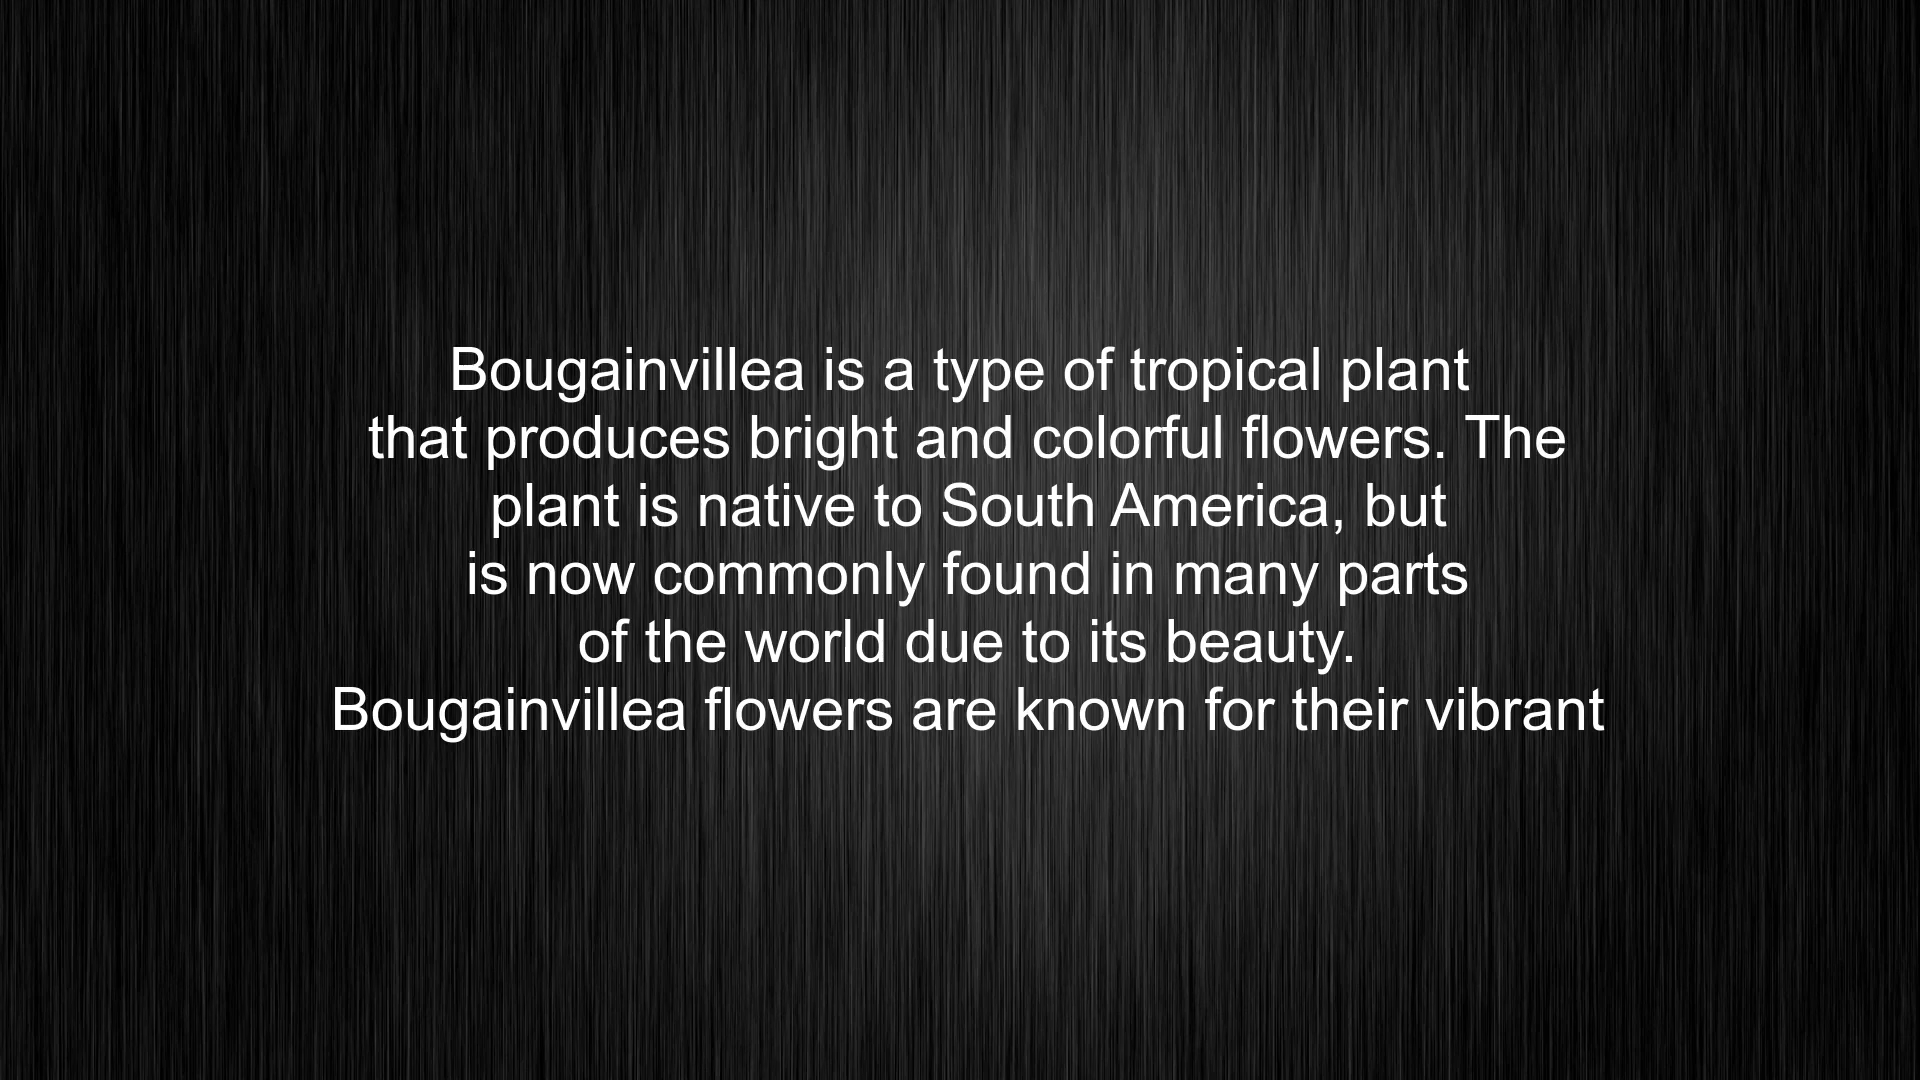 Bougainvillea is a type of tropical plant
that produces bright and colorful flowers. The
plant is native to South America, but
is now commonly found in many parts
of the world due to its beauty.
Bougainvillea flowers are known for their vibrant